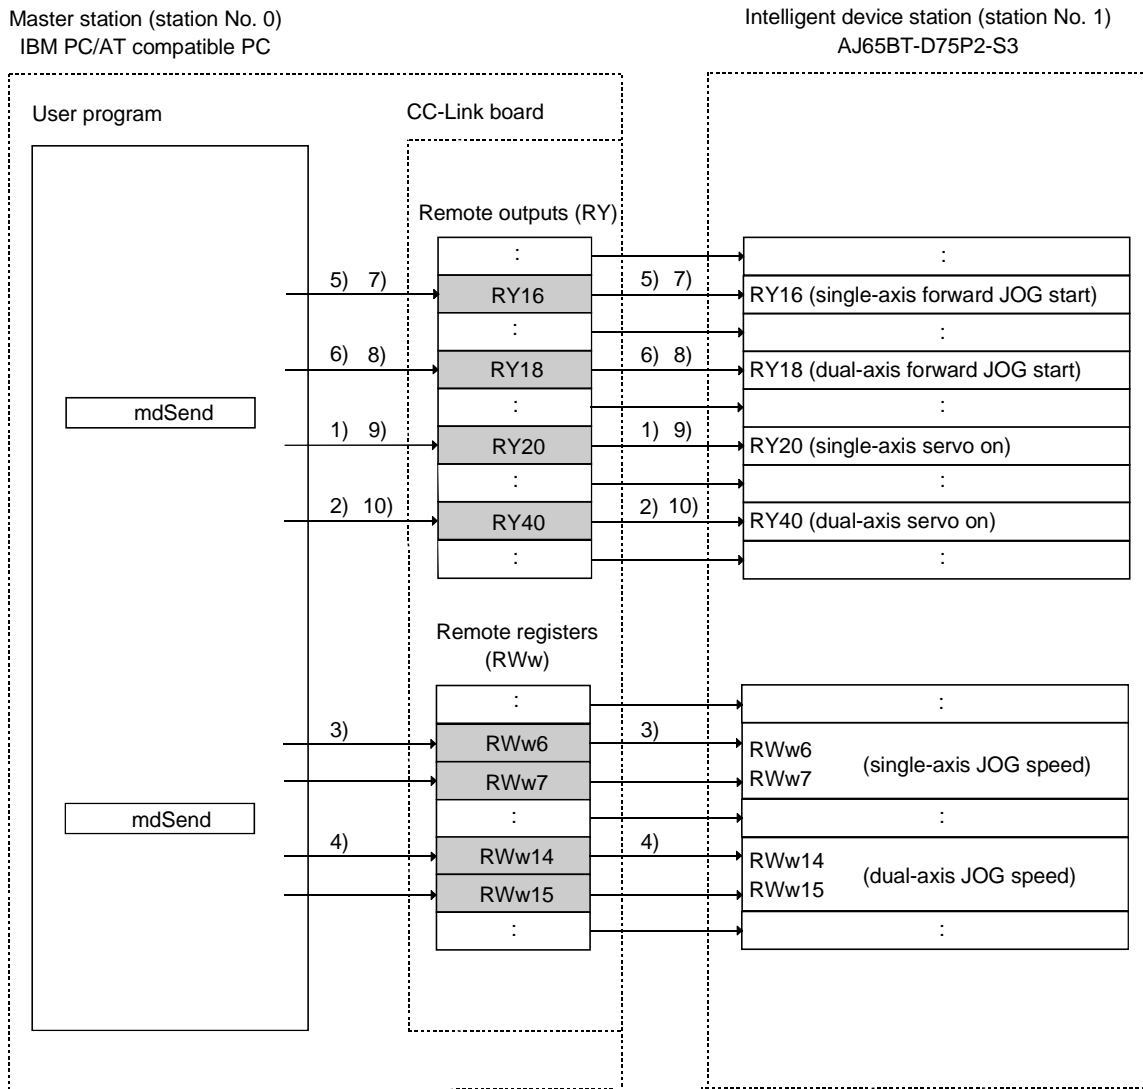 Master station (station No. 0)
IBM PC/AT compatible PC
Intelligent device station (station No. 1)
AJ65BT-D75P2-S3
User program
CC-Link board
Remote outputs (RY)
:
:
5) 7)
RY16
5) 7)
RY16 (single-axis forward JOG start)
:
:
6) 8)
RY18
6) 8)
RY18 (dual-axis forward JOG start)
mdSend
:
:
1) 9)
RY20
1) 9)
RY20 (single-axis servo on)
:
:
2) 10)
RY40
2) 10)
RY40 (dual-axis servo on)
:
:
Remote registers
(RWw)
:
:
3)
RWw6
3)
RWw6
RWw7
RWw7
(single-axis JOG speed)
mdSend
:
:
4)
RWw14
4)
RWw14
RWw15
RWw15
(dual-axis JOG speed)
:
: